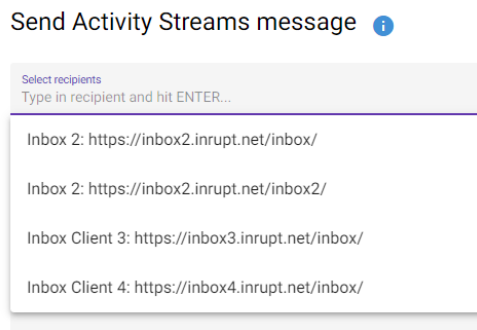 Send Activity Streams message
Select recipients
Type in recipient and hit ENTER...
Inbox 2: https://inbox2.inrupt.net/inbox/
Inbox 2: https://inbox2.inrupt.net/inbox2/
Inbox Client 3: https://inbox3.inrupt.net/inbox/
Inbox Client 4: https://inbox4.inrupt.net/inbox/